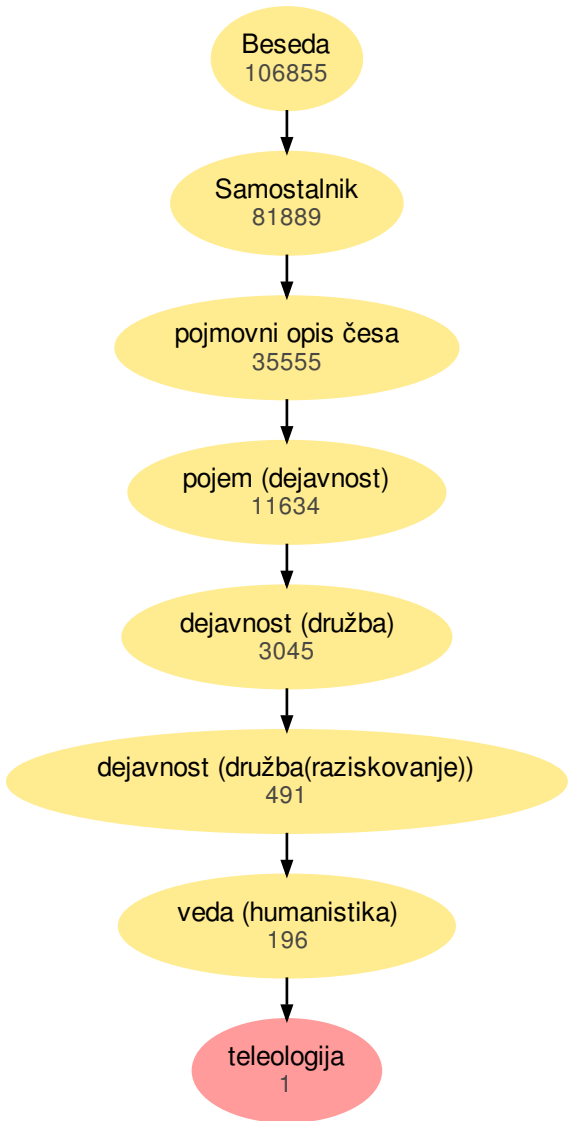 Beseda
106855
Samostalnik
81889
pojmovni opis česa
35555
pojem (dejavnost)
11634
dejavnost (družba)
3045
dejavnost (družba(raziskovanje))
491
veda (humanistika)
196
teleologija
1